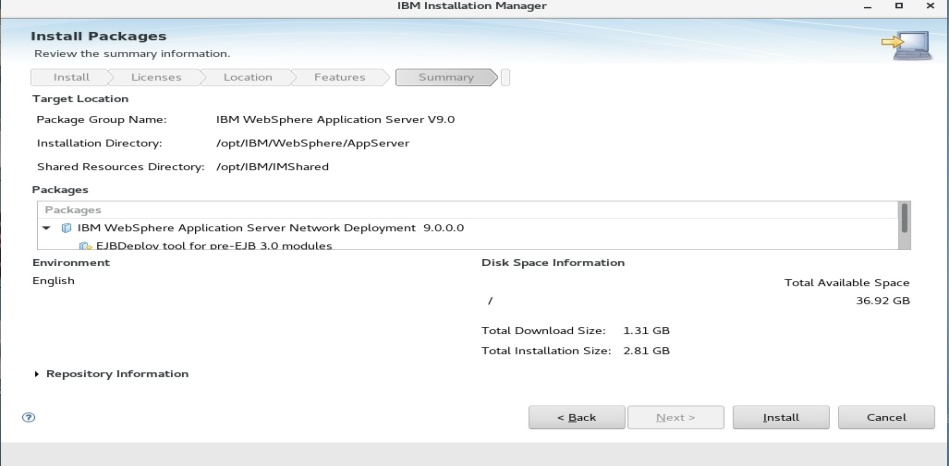 IBM Installation Manager
Install Packages
Review the summary information.
Install Licenses Location Features Summary
Target Location
Package Group Name: IBM WebSphere Application Server V9.0
Installation Directory: /opt/IBM/WebSphere/AppServer
Shared Resources Directory: /opt/IBM/IMShared
Packages
Packages
IBM WebSphere Application Server Network Deployment 9.0.0.0
EJBDeploy tool for pre-EJB 3.0 modules
Environment
English
Disk Space Information
Total Available Space
/ 36.92 GB
Total Download Size: 1.31 GB
Total Installation Size: 2.81 GB
Repository Information
? < Back Next > Install Cancel